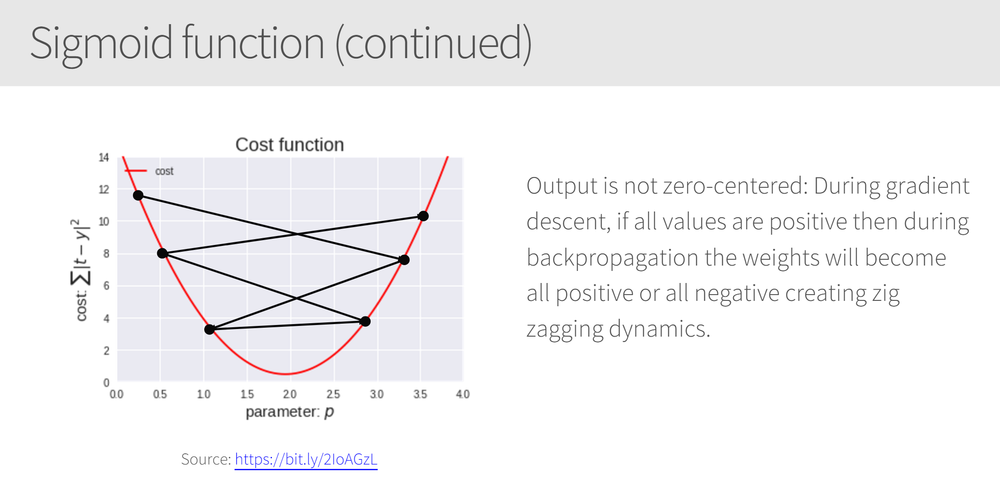 Sigmoid function (continued)
Cost function
14
cost
12
10
8
6
4
2
0
cost: ∑|t − y|²
0.0 0.5 1.0 1.5 2.0 2.5 3.0 3.5 4.0
parameter: p
Source: https://bit.ly/2IoAGzL
Output is not zero-centered: During gradient
descent, if all values are positive then during
backpropagation the weights will become
all positive or all negative creating zig
zagging dynamics.